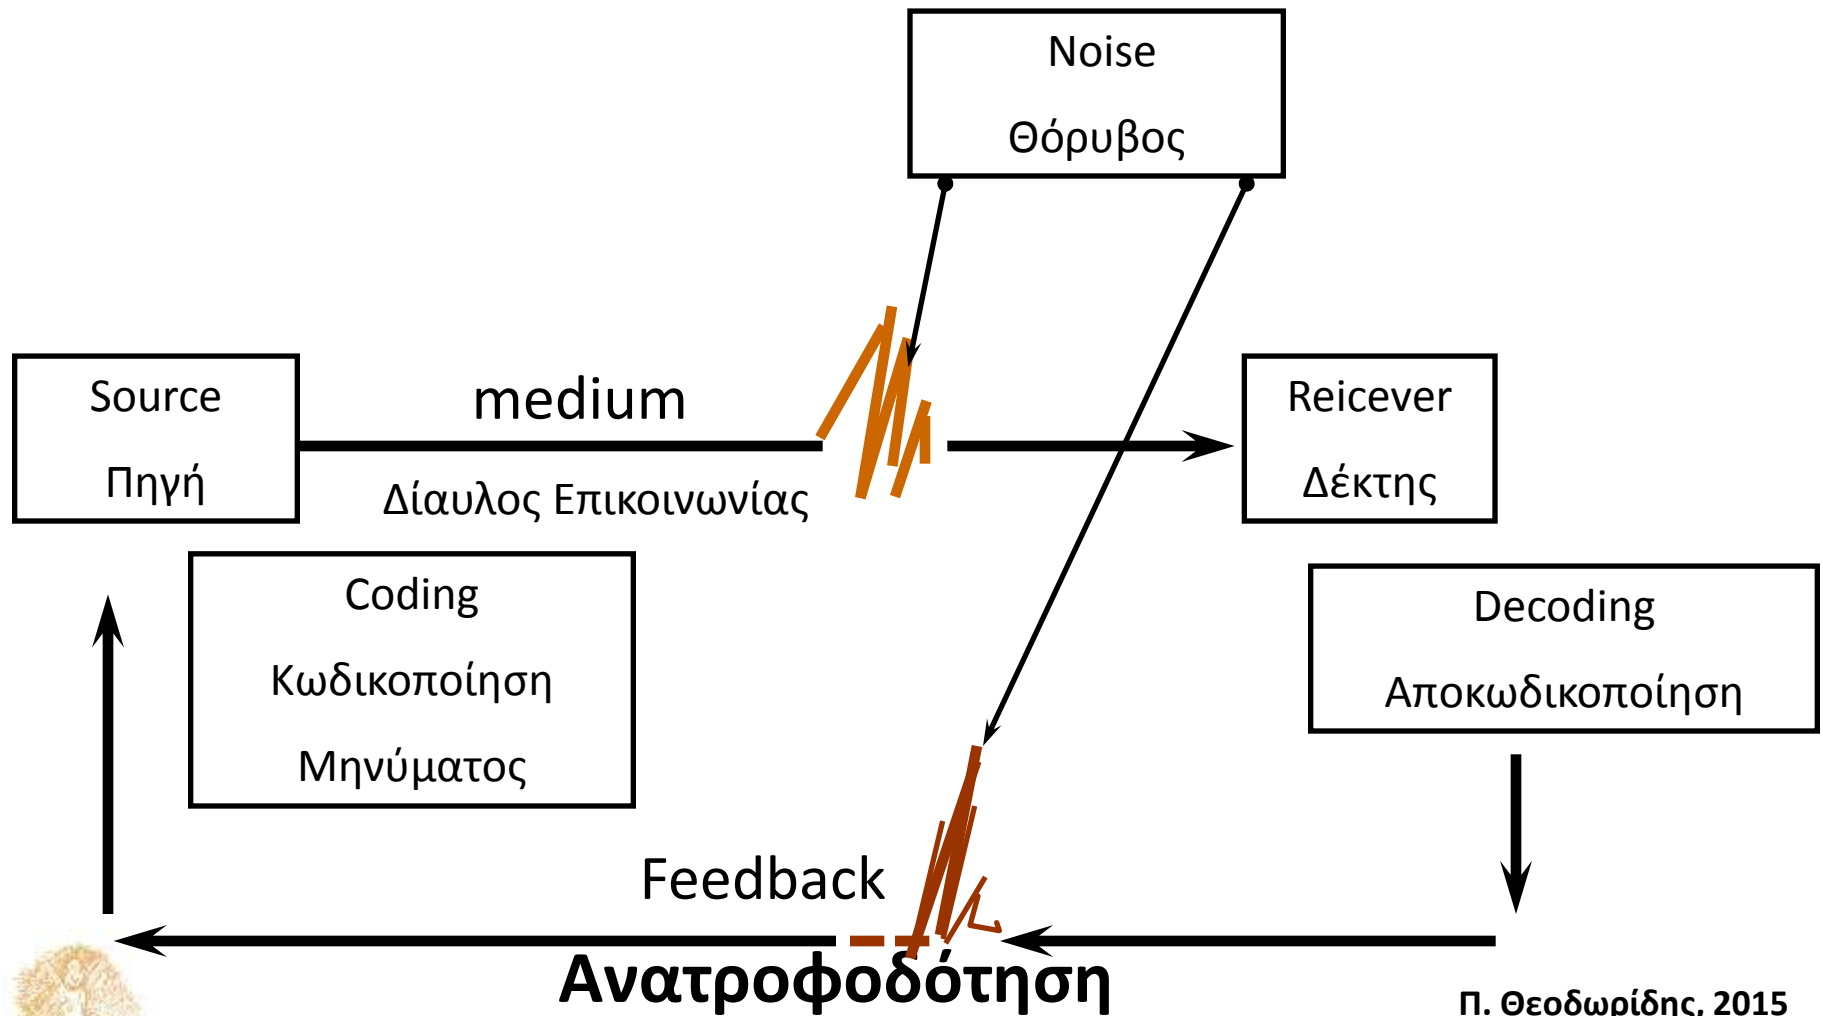 Noise
Θόρυβος
Source
Πηγή
medium
Δίαυλος Επικοινωνίας
Reicever
Δέκτης
Coding
Κωδικοποίηση
Μηνύματος
Decoding
Αποκωδικοποίηση
Feedback
Ανατροφοδότηση
Π. Θεοδωρίδης, 2015